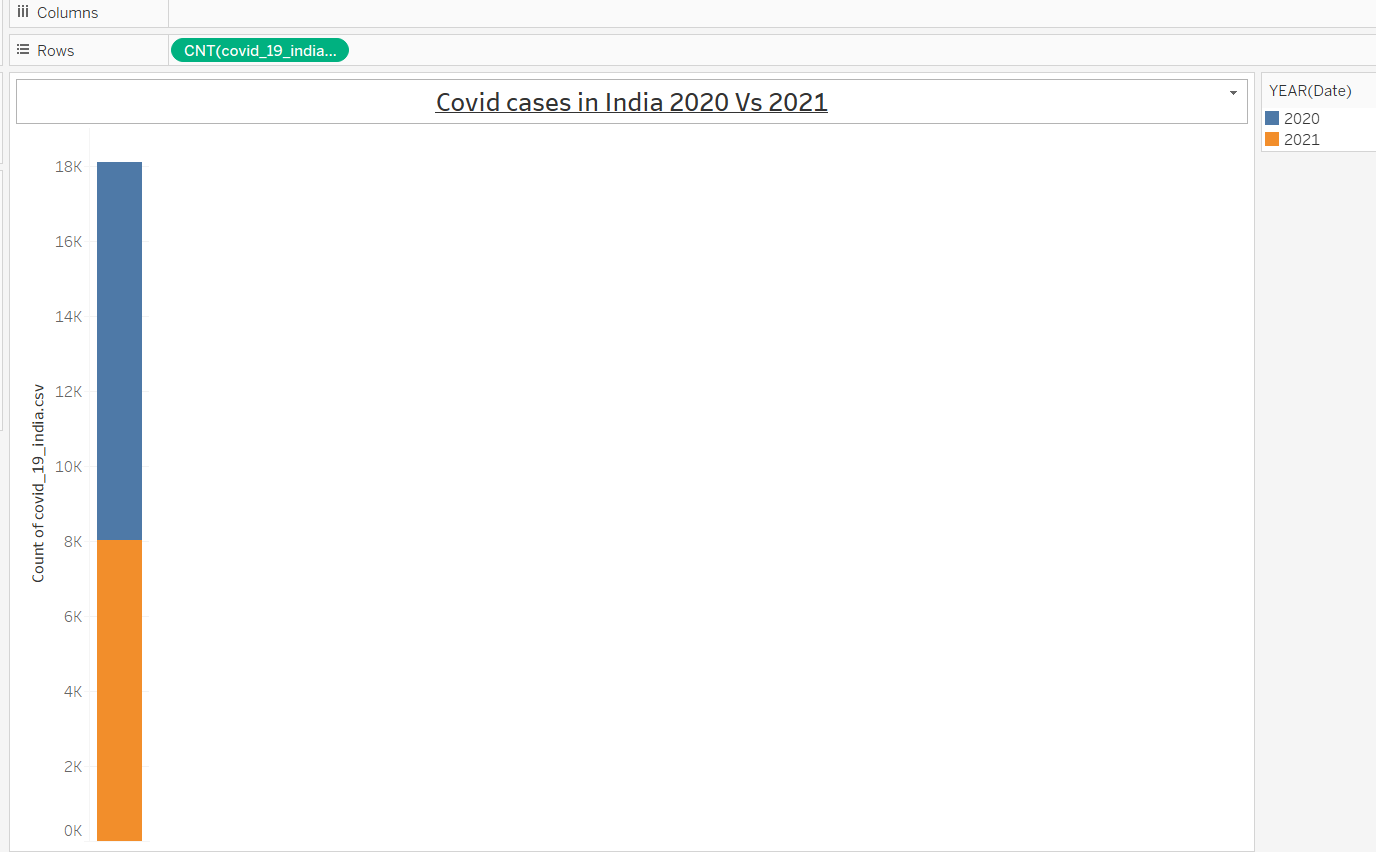 Columns
Rows
CNT(covid_19_india...
Covid cases in India 2020 Vs 2021
YEAR(Date)
2020
2021
18K
16K
14K
12K
10K
8K
6K
4K
2K
0K
Count of covid_19_india.csv